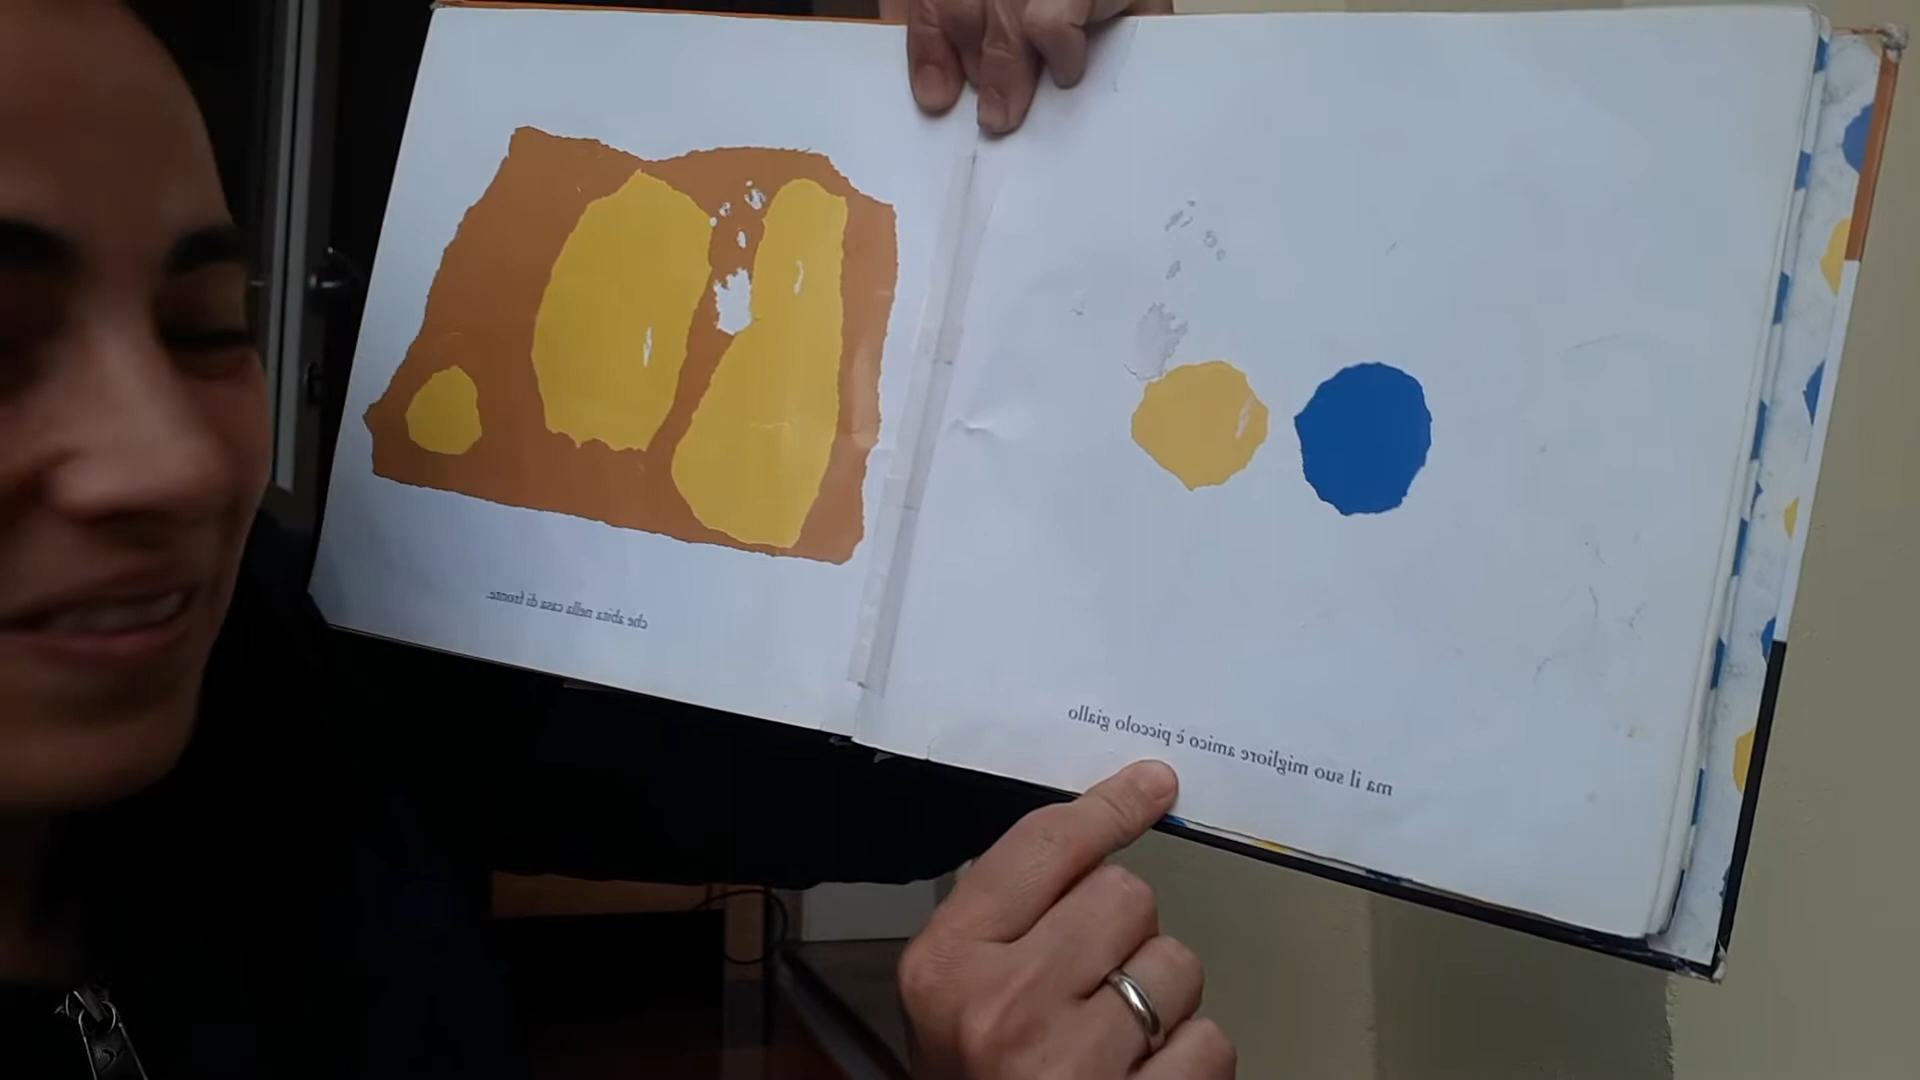 ma il suo migliore amico è piccolo giallo
che abita nella casa di fronte.